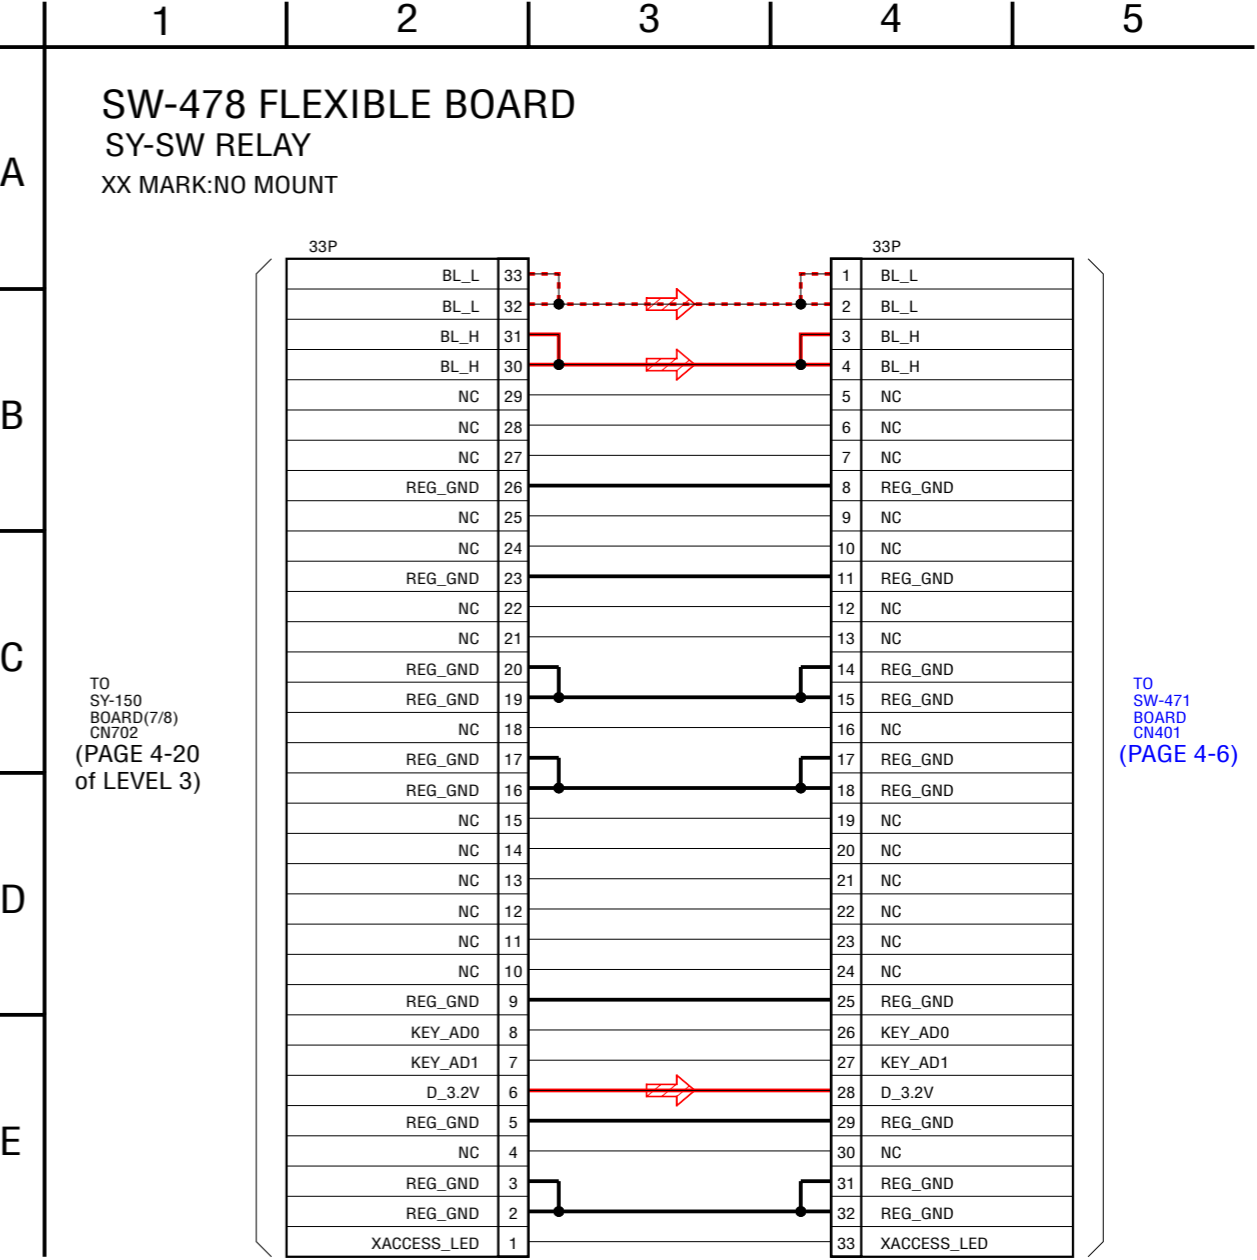 1 2 3 4 5
SW-478 FLEXIBLE BOARD
SY-SW RELAY
A
XX MARK:NO MOUNT
33P 33P
BL_L 33 1 BL_L
BL_L 32 2 BL_L
BL_H 31 3 BL_H
BL_H 30 4 BL_H
NC 29 5 NC
B
NC 28 6 NC
NC 27 7 NC
REG_GND 26 8 REG_GND
NC 25 9 NC
NC 24 10 NC
REG_GND 23 11 REG_GND
NC 22 12 NC
NC 21 13 NC
C
REG_GND 20 14 REG_GND
REG_GND 19 15 REG_GND
NC 18 16 NC
REG_GND 17 17 REG_GND
REG_GND 16 18 REG_GND
NC 15 19 NC
NC 14 20 NC
NC 13 21 NC
D
NC 12 22 NC
NC 11 23 NC
NC 10 24 NC
REG_GND 9 25 REG_GND
KEY_AD0 8 26 KEY_AD0
KEY_AD1 7 27 KEY_AD1
D_3.2V 6 28 D_3.2V
REG_GND 5 29 REG_GND
E
NC 4 30 NC
REG_GND 3 31 REG_GND
REG_GND 2 32 REG_GND
XACCESS_LED 1 33 XACCESS_LED
TO
SY-150
BOARD(7/8)
CN702
(PAGE 4-20
of LEVEL 3)
TO
SW-471
BOARD
CN401
(PAGE 4-6)